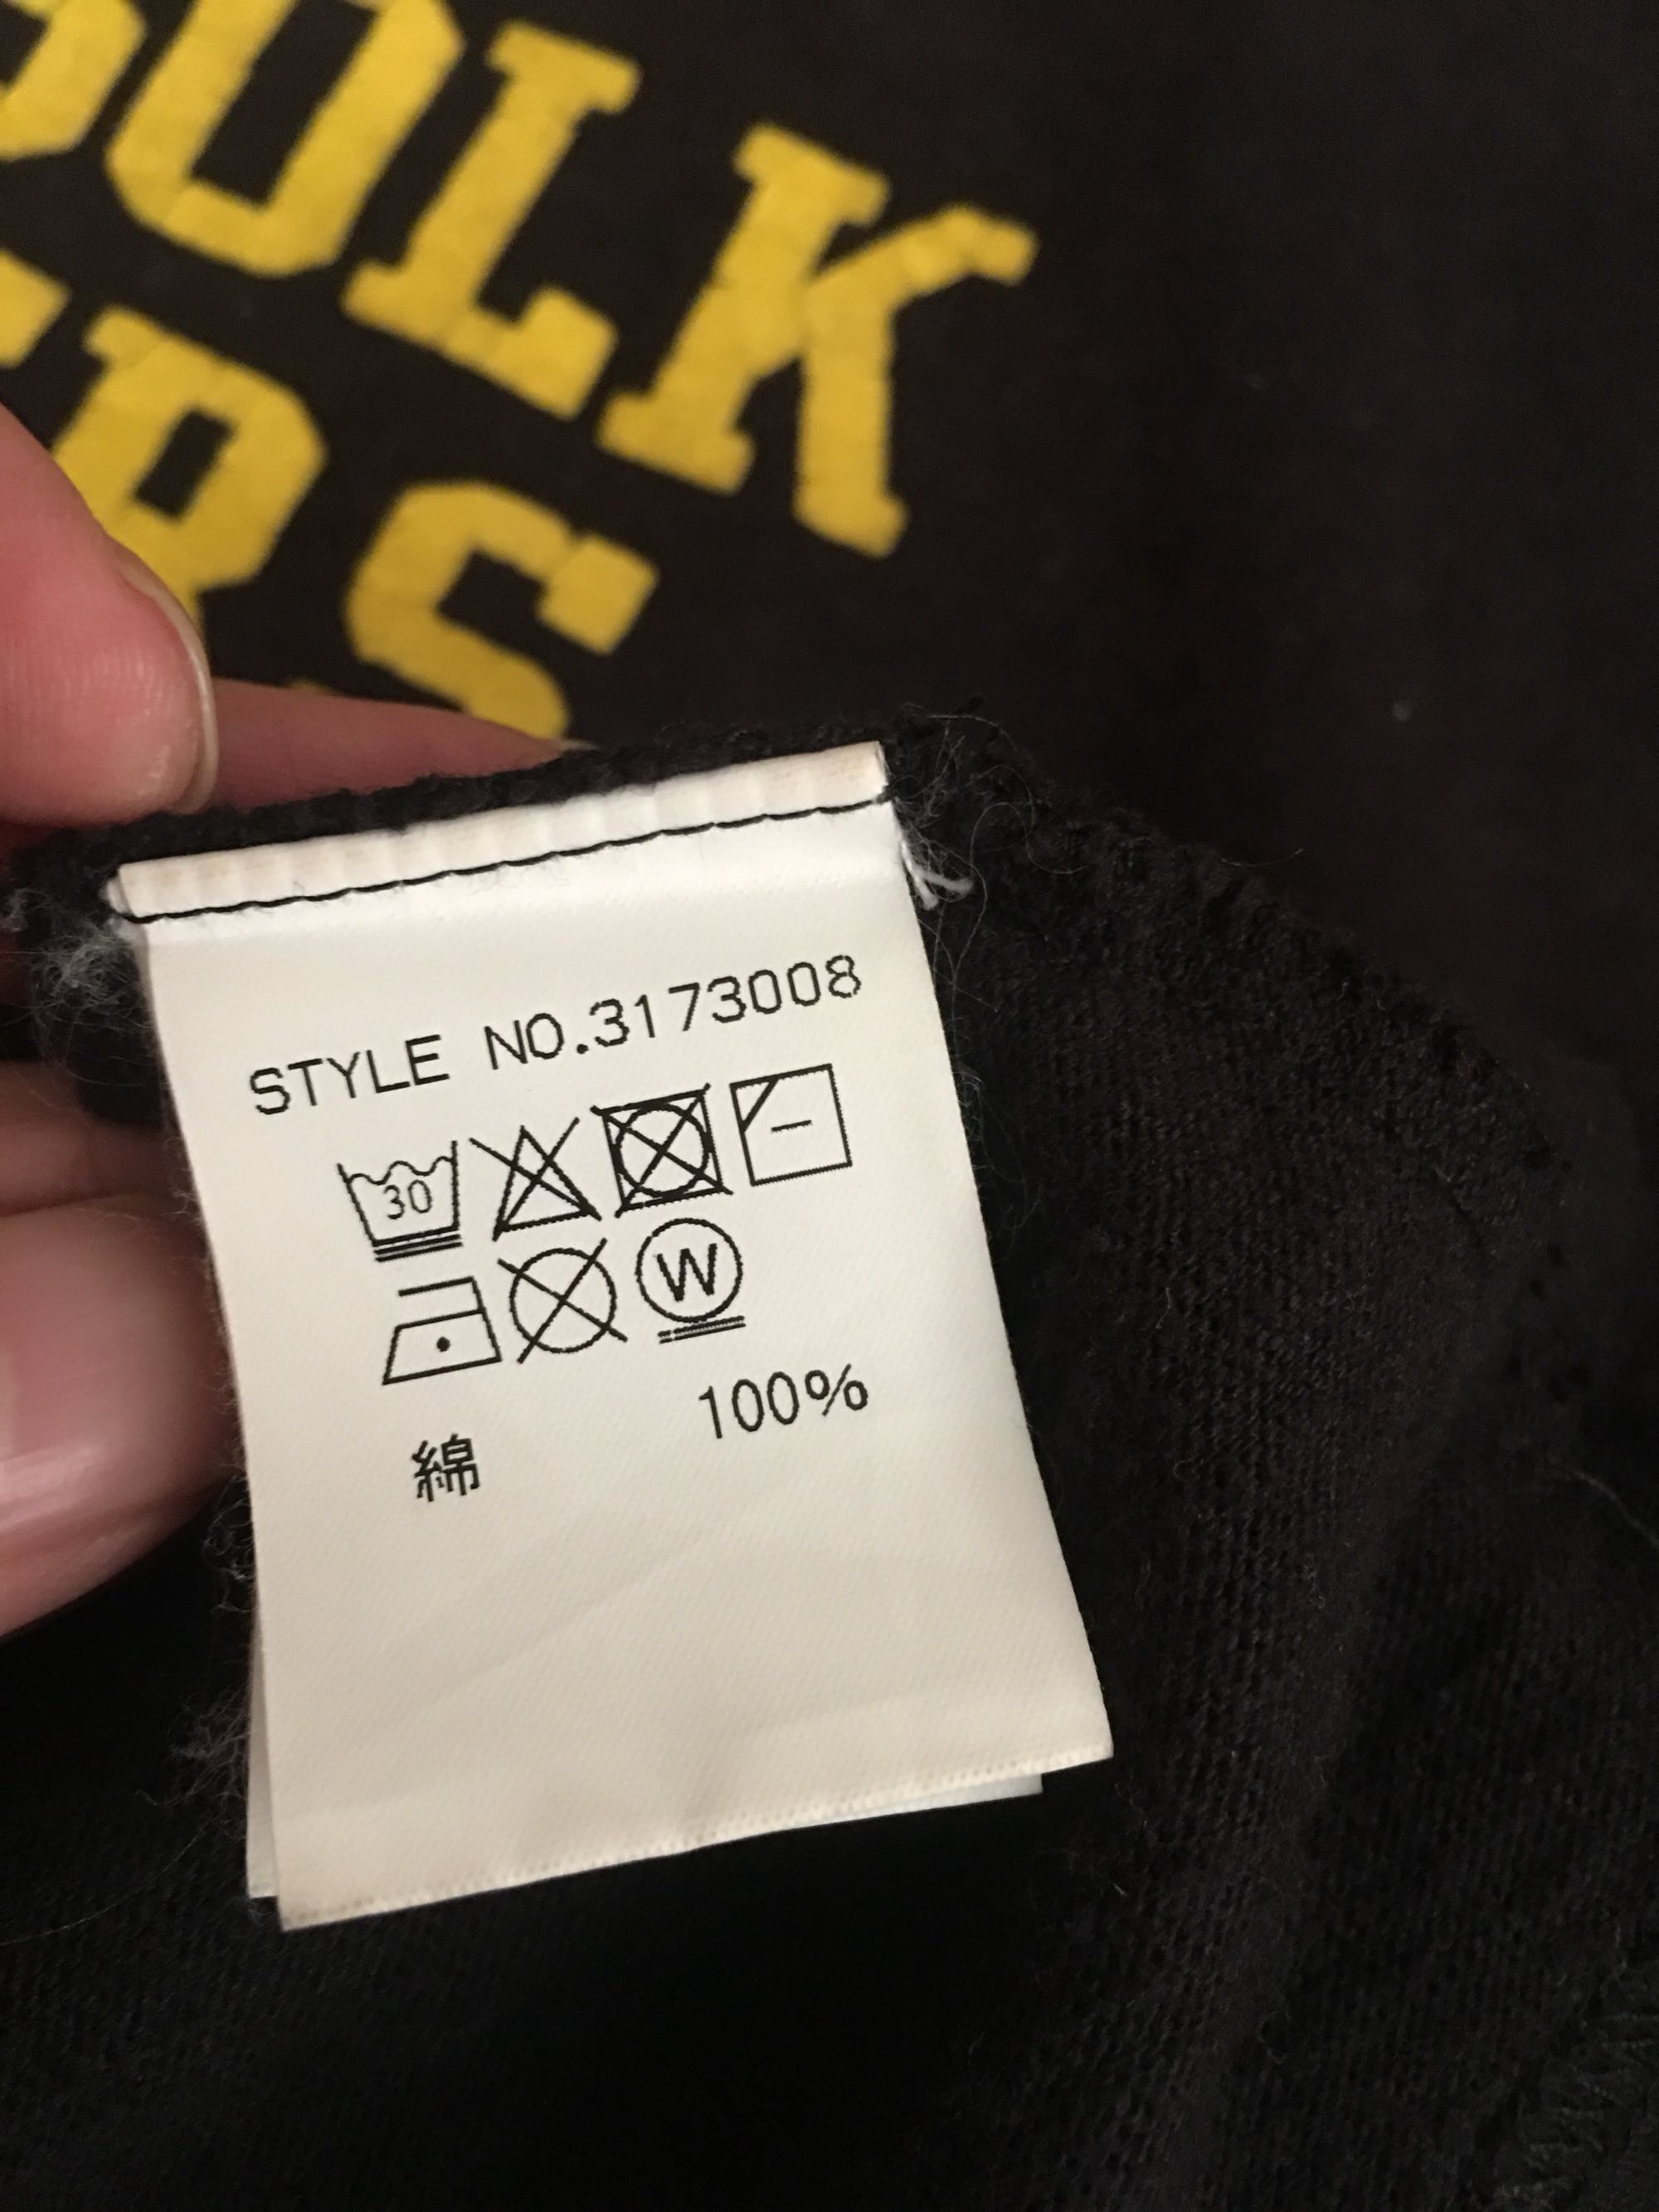 OLK
RS
STYLE NO.3173008
30
W
綿 100%